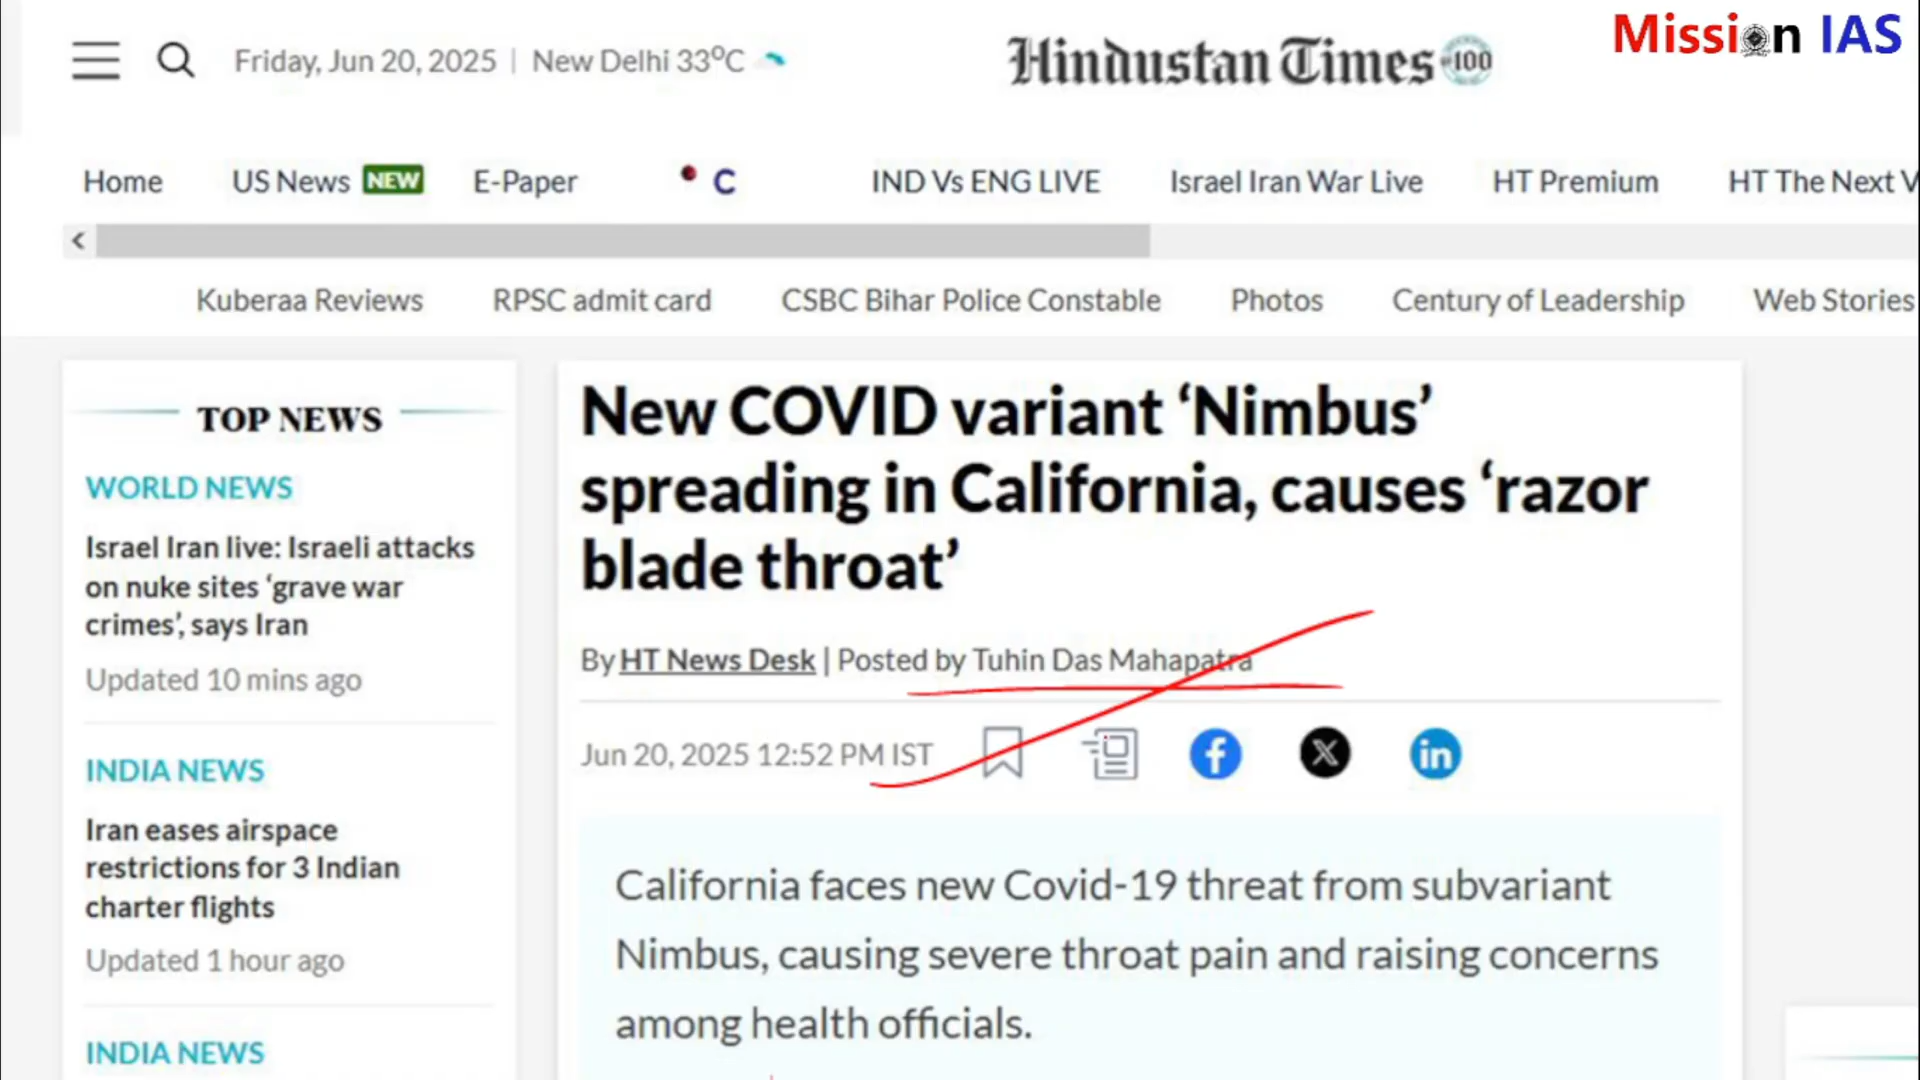 Mission IAS
Friday, Jun 20, 2025 | New Delhi 33°C
Hindustan Times 100
Home US News NEW E-Paper C IND Vs ENG LIVE Israel Iran War Live HT Premium HT The Next
Kuberaa Reviews RPSC admit card CSBC Bihar Police Constable Photos Century of Leadership Web Stories
TOP NEWS
WORLD NEWS
Israel Iran live: Israeli attacks
on nuke sites ‘grave war
crimes’, says Iran
Updated 10 mins ago
INDIA NEWS
Iran eases airspace
restrictions for 3 Indian
charter flights
Updated 1 hour ago
INDIA NEWS
New COVID variant ‘Nimbus’
spreading in California, causes ‘razor
blade throat’
By HT News Desk | Posted by Tuhin Das Mahapatra
Jun 20, 2025 12:52 PM IST
California faces new Covid-19 threat from subvariant
Nimbus, causing severe throat pain and raising concerns
among health officials.